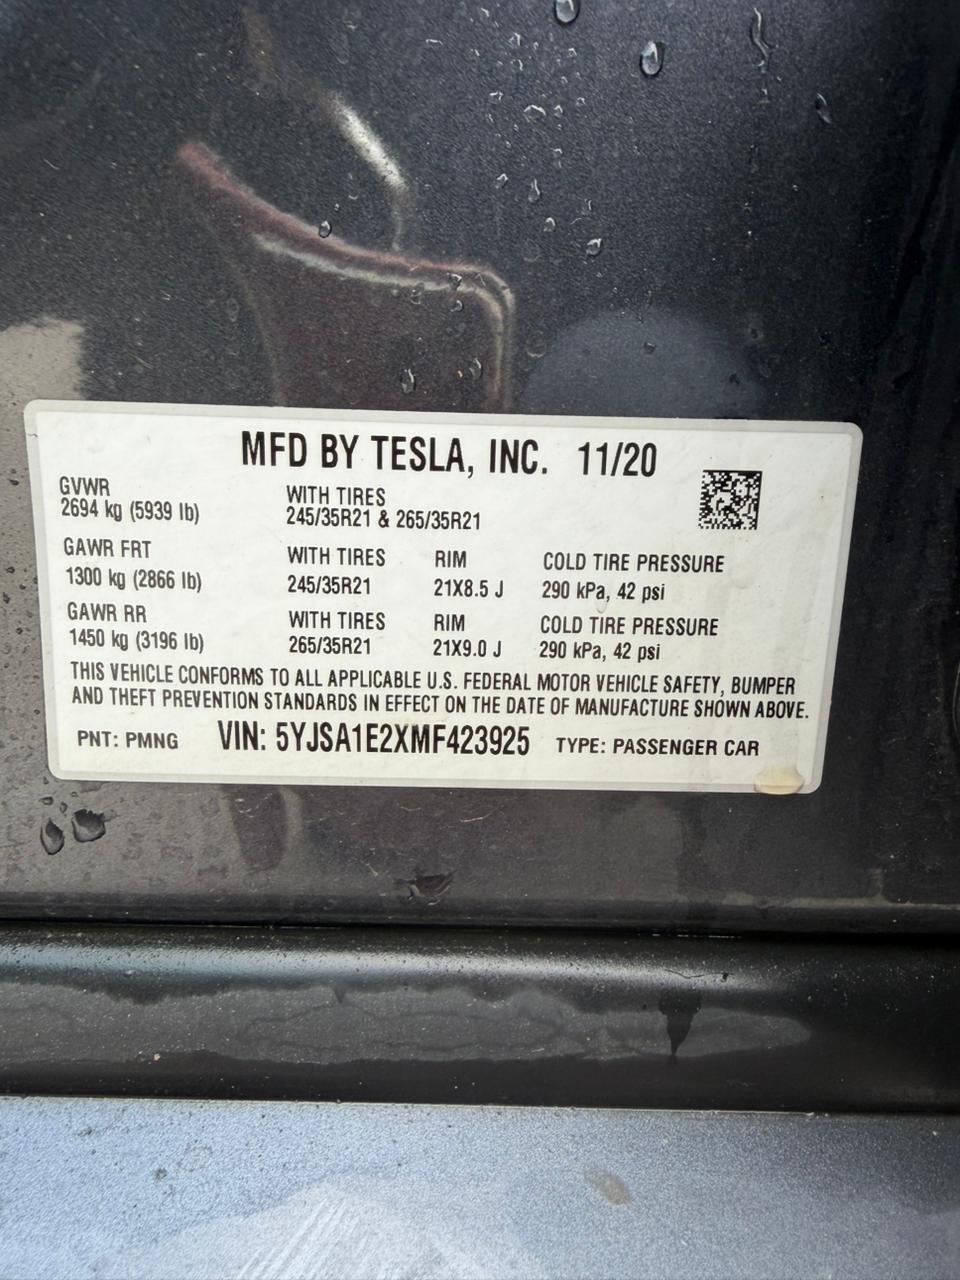 MFD BY TESLA, INC. 11/20
GVWR
2694 kg (5939 lb)
WITH TIRES
245/35R21 & 265/35R21
GAWR FRT
1300 kg (2866 lb)
WITH TIRES
245/35R21
RIM
21X8.5 J
COLD TIRE PRESSURE
290 kPa, 42 psi
GAWR RR
1450 kg (3196 lb)
WITH TIRES
265/35R21
RIM
21X9.0 J
COLD TIRE PRESSURE
290 kPa, 42 psi
THIS VEHICLE CONFORMS TO ALL APPLICABLE U.S. FEDERAL MOTOR VEHICLE SAFETY, BUMPER
AND THEFT PREVENTION STANDARDS IN EFFECT ON THE DATE OF MANUFACTURE SHOWN ABOVE.
PNT: PMNG VIN: 5YJSA1E2XMF423925 TYPE: PASSENGER CAR